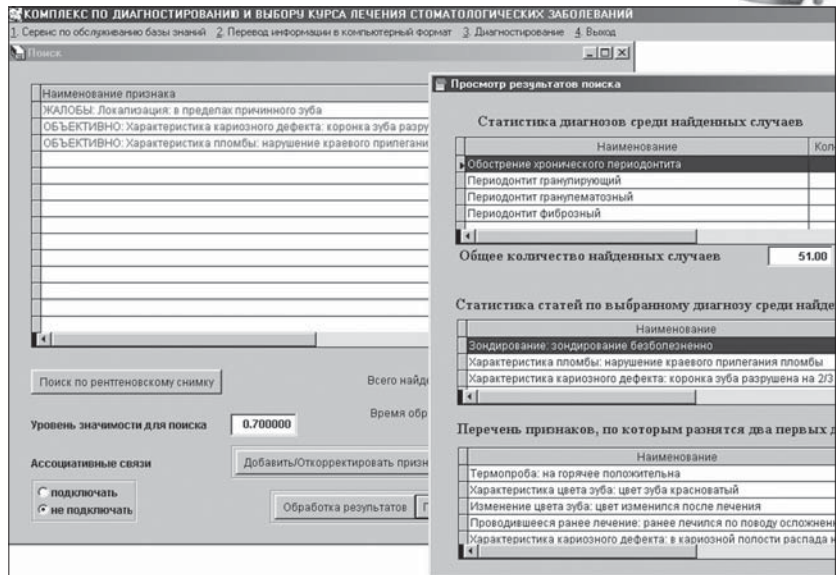 КОМПЛЕКС ПО ДИАГНОСТИРОВАНИЮ И ВЫБОРУ КУРСА ЛЕЧЕНИЯ СТОМАТОЛОГИЧЕСКИХ ЗАБОЛЕВАНИЙ
1. Сервис по обслуживанию базы знаний 2. Перевод информации в компьютерный формат 3. Диагностирование 4. Выход
Поиск
Наименование признака
ЖАЛОБЫ: Локализация: в пределах причинного зуба
ОБЪЕКТИВНО: Характеристика кариозного дефекта: коронка зуба разру
ОБЪЕКТИВНО: Характеристика пломбы: нарушение краевого прилегани
Поиск по рентгеновскому снимку
Всего найде
Время обр
Уровень значимости для поиска 0.700000
Ассоциативные связи
Добавить/Откорректировать призн
подключать
не подключать
Обработка результатов
Просмотр результатов поиска
Статистика диагнозов среди найденных случаев
Наименование Кол
Обострение хронического периодонтита
Периодонтит гранулирующий
Периодонтит гранулематозный
Периодонтит фиброзный
Общее количество найденных случаев 51.00
Статистика статей по выбранному диагнозу среди найде
Наименование
Зондирование: зондирование безболезненно
Характеристика пломбы: нарушение краевого прилегания пломбы
Характеристика кариозного дефекта: коронка зуба разрушена на 2/3
Перечень признаков, по которым разнятся два первых д
Наименование
Термопроба: на горячее положительна
Характеристика цвета зуба: цвет зуба красноватый
Изменение цвета зуба: цвет изменился после лечения
Проводившееся ранее лечение: ранее лечился по поводу осложнен
Характеристика кариозного дефекта: в кариозной полости распада н